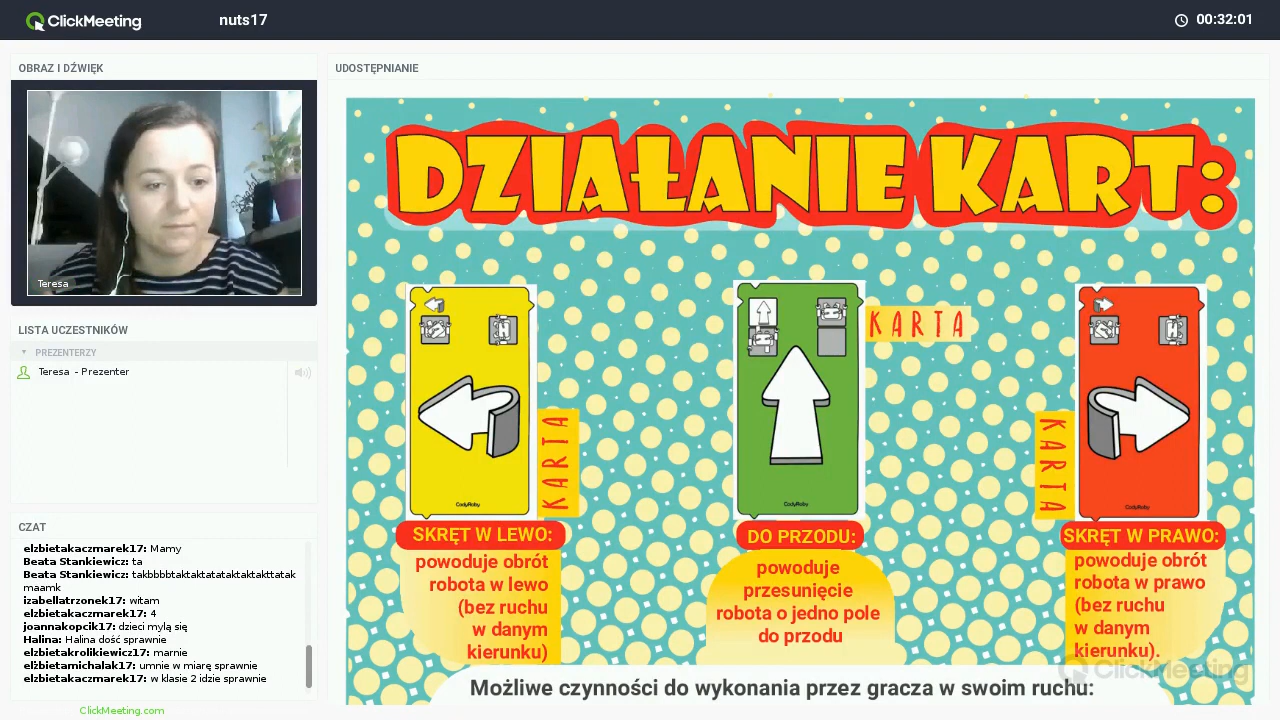 ClickMeeting
nuts17
00:32:01
OBRAZ I DŹWIĘK
UDOSTĘPNIANIE
Teresa
LISTA UCZESTNIKÓW
PREZENTERZY
Teresa - Prezenter
CZAT
elzbietakaczmarek17: Mamy
Beata Stankiewicz: ta
Beata Stankiewicz: takbbbbtaktaktatataktaktakttatak
maamk
izabellatrzonek17: witam
elzbietakaczmarek17: 4
joannakopcik17: dzieci mylą się
Halina: Halina dość sprawnie
elzbietakrolikiewicz17: marnie
elżbietamichalak17: umnie w miarę sprawnie
elzbietakaczmarek17: w klasie 2 idzie sprawnie
ClickMeeting.com
DZIAŁANIE KART:
KARTA
KARTA
KARTA
CodyRoby
CodyRoby
CodyRoby
SKRĘT W LEWO:
powoduje obrót
robota w lewo
(bez ruchu
w danym
kierunku)
DO PRZODU:
powoduje
przesunięcie
robota o jedno pole
do przodu
SKRĘT W PRAWO:
powoduje obrót
robota w prawo
(bez ruchu
w danym
kierunku).
ClickMeeting
Możliwe czynności do wykonania przez gracza w swoim ruchu: